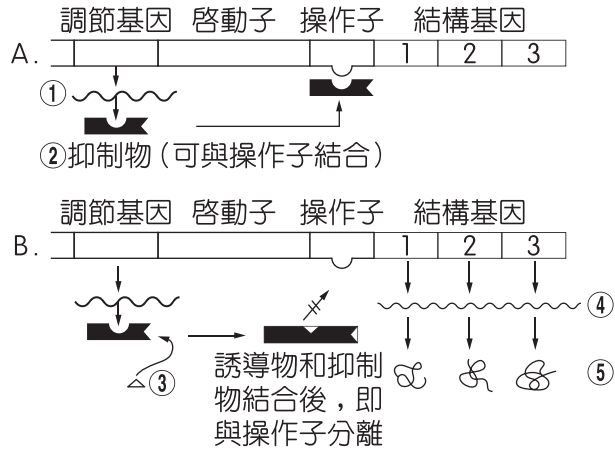 調節基因 啓動子 操作子 結構基因
A. 1 2 3
①
②抑制物(可與操作子結合)
調節基因 啓動子 操作子 結構基因
B. 1 2 3
④
③
⑤
誘導物和抑制
物結合後,即
與操作子分離